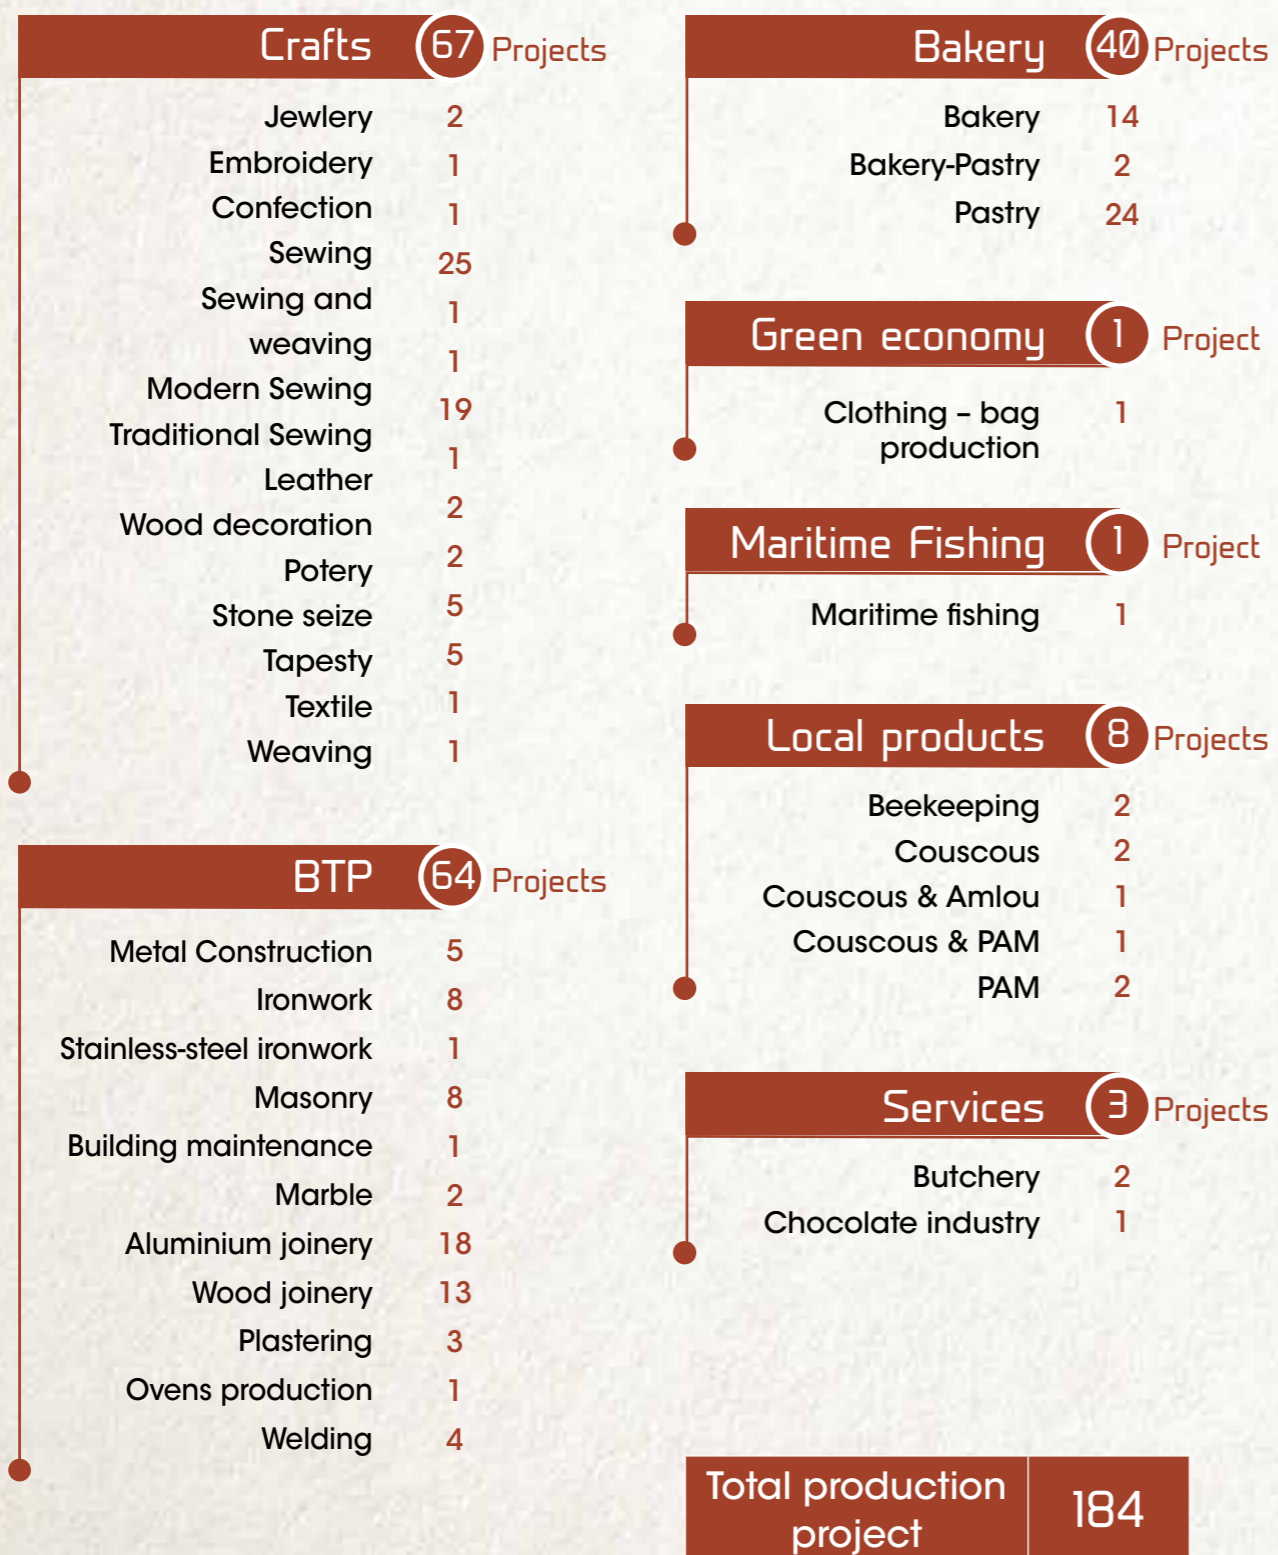 Crafts 67 Projects
Jewlery 2
Embroidery 1
Confection 1
Sewing 25
Sewing and 1
weaving 1
Modern Sewing 19
Traditional Sewing 1
Leather 2
Wood decoration 2
Potery 5
Stone seize 5
Tapesty 1
Textile 1
Weaving
BTP 64 Projects
Metal Construction 5
Ironwork 8
Stainless-steel ironwork 1
Masonry 8
Building maintenance 1
Marble 2
Aluminium joinery 18
Wood joinery 13
Plastering 3
Ovens production 1
Welding 4
Bakery 40 Projects
Bakery 14
Bakery-Pastry 2
Pastry 24
Green economy 1 Project
Clothing – bag 1
production
Maritime Fishing 1 Project
Maritime fishing 1
Local products 8 Projects
Beekeeping 2
Couscous 2
Couscous & Amlou 1
Couscous & PAM 1
PAM 2
Services 3 Projects
Butchery 2
Chocolate industry 1
Total production
project 184